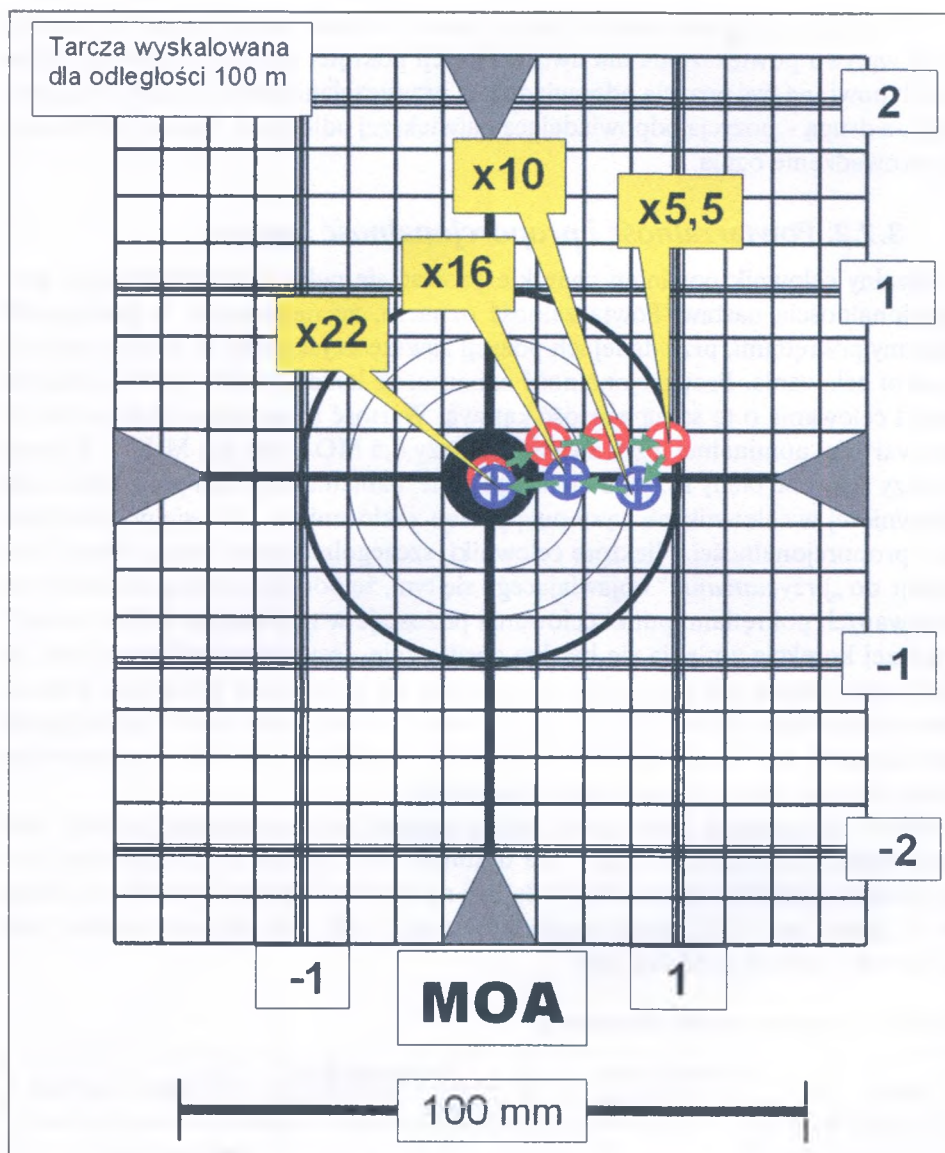 Tarcza wyskalowana
dla odległości 100 m
2
x10
x5,5
x16
1
x22
-1
-2
-1
1
MOA
100 mm